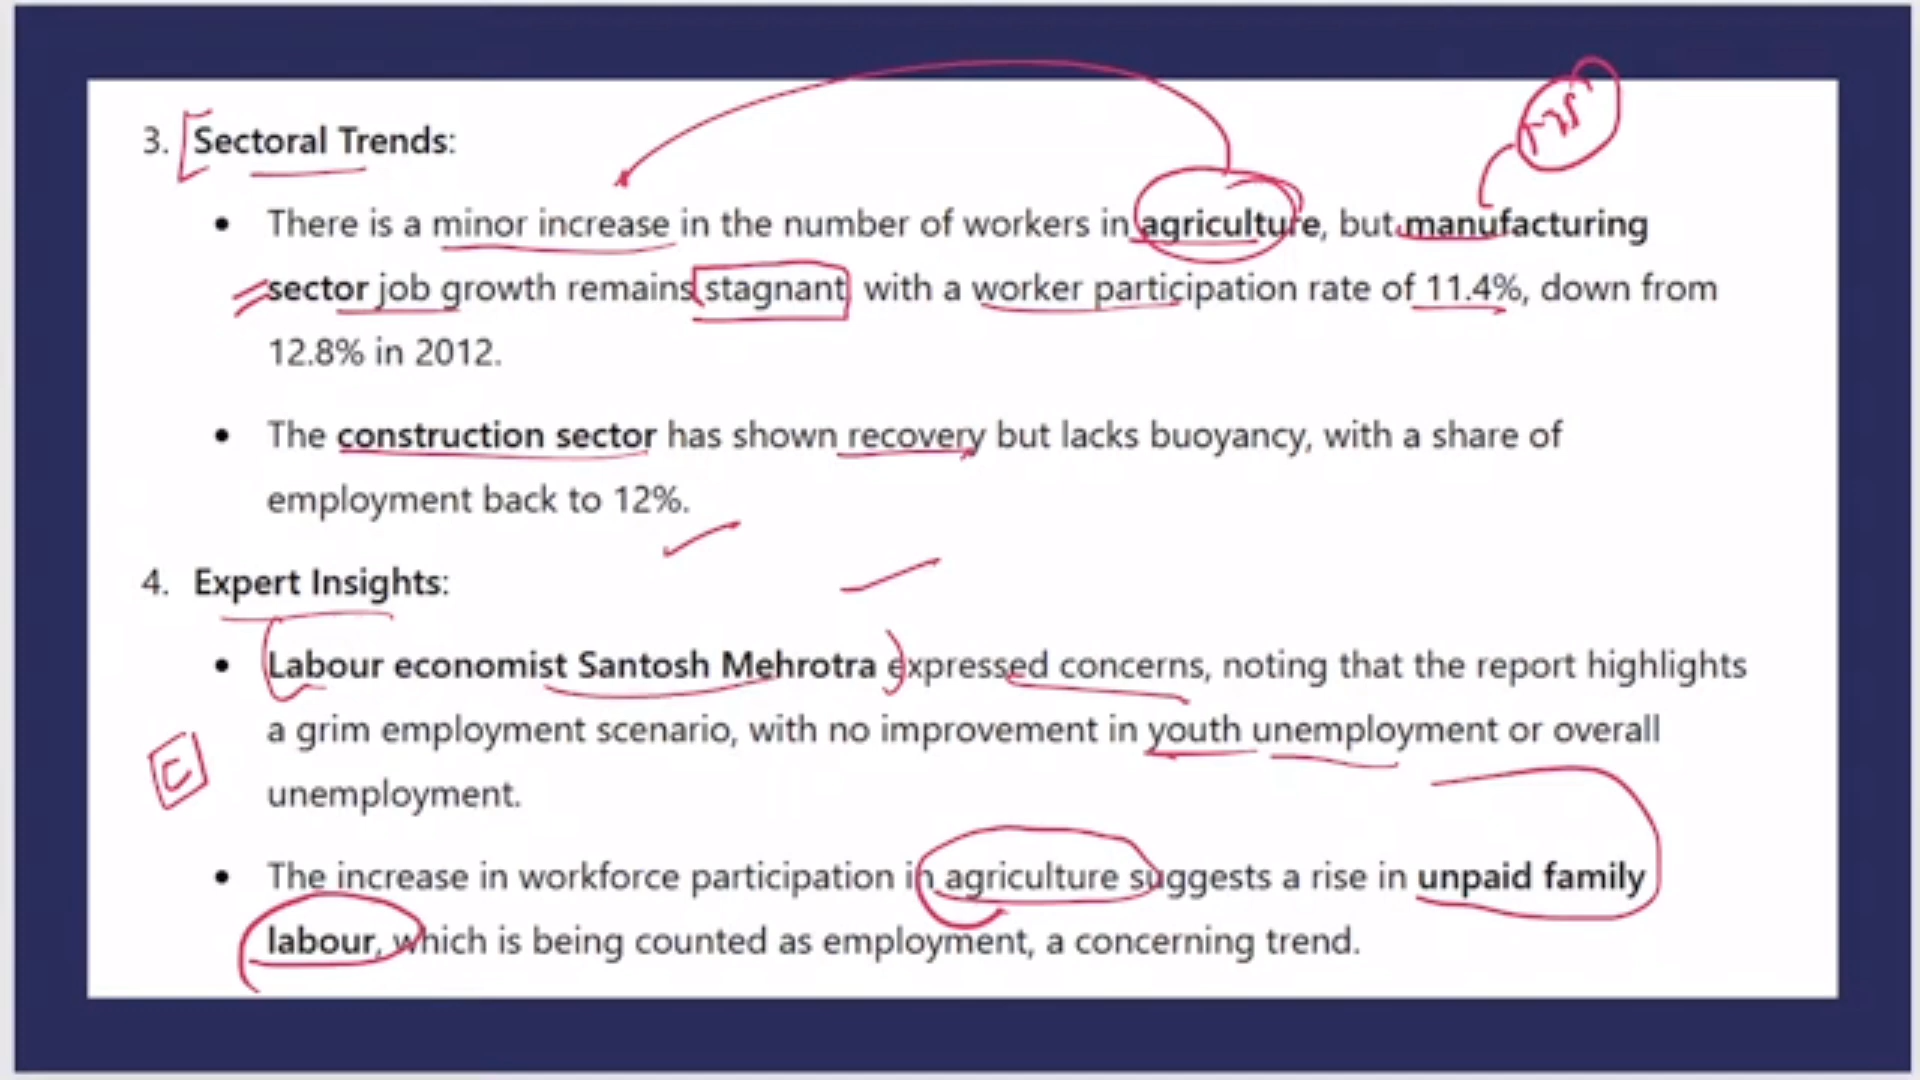 3. Sectoral Trends:
• There is a minor increase in the number of workers in agriculture, but manufacturing
sector job growth remains stagnant with a worker participation rate of 11.4%, down from
12.8% in 2012.
• The construction sector has shown recovery but lacks buoyancy, with a share of
employment back to 12%.
4. Expert Insights:
• Labour economist Santosh Mehrotra expressed concerns, noting that the report highlights
a grim employment scenario, with no improvement in youth unemployment or overall
unemployment.
• The increase in workforce participation in agriculture suggests a rise in unpaid family
labour, which is being counted as employment, a concerning trend.